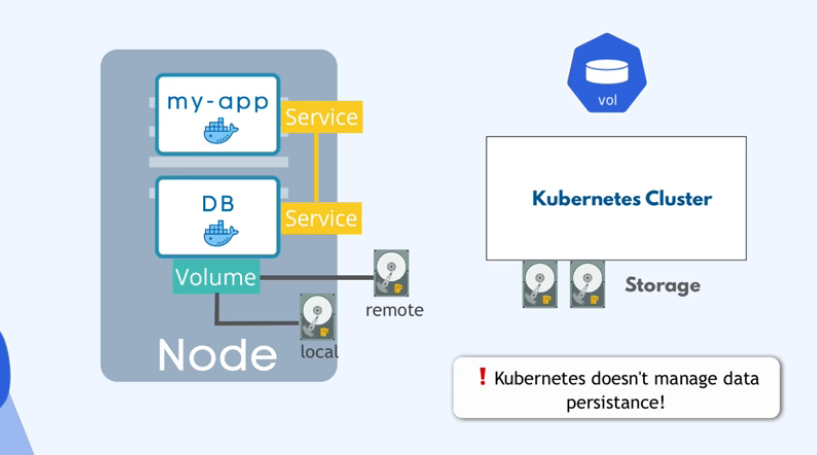 my-app
Service
DB
Service
Volume
remote
local
Node
vol
Kubernetes Cluster
Storage
! Kubernetes doesn't manage data
persistance!